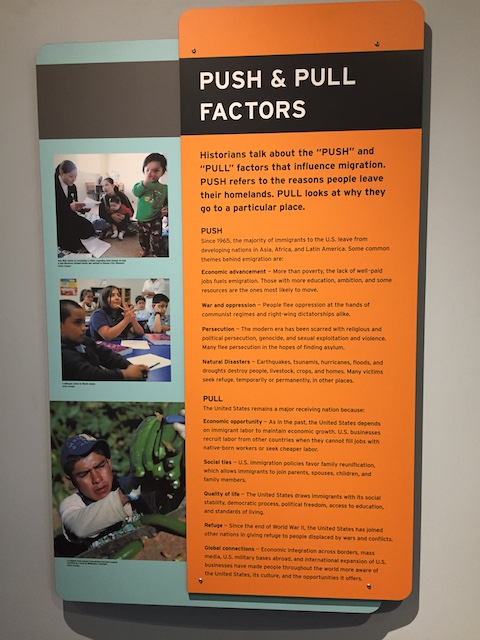 PUSH & PULL
FACTORS
Historians talk about the “PUSH” and
“PULL” factors that influence migration.
PUSH refers to the reasons people leave
their homelands. PULL looks at why they
go to a particular place.
PUSH
Since 1965, the majority of immigrants to the U.S. leave from
developing nations in Asia, Africa, and Latin America. Some common
themes behind emigration are:
Economic advancement – More than poverty, the lack of well-paid
jobs fuels emigration. Those with more education, ambition, and some
resources are the ones most likely to move.
War and oppression – People flee oppression at the hands of
communist regimes and right-wing dictatorships alike.
Persecution – The modern era has been scarred with religious and
political persecution, genocide, and sexual exploitation and violence.
Many flee persecution in the hopes of finding asylum.
Natural Disasters – Earthquakes, tsunamis, hurricanes, floods, and
droughts destroy people, livestock, crops, and homes. Many victims
seek refuge, temporarily or permanently, in other places.
PULL
The United States remains a major receiving nation because:
Economic opportunity – As in the past, the United States depends
on immigrant labor to maintain economic growth. U.S. businesses
recruit labor from other countries when they cannot fill jobs with
native-born workers or seek cheaper labor.
Social ties – U.S. immigration policies favor family reunification,
which allows immigrants to join parents, spouses, children, and
family members.
Quality of life – The United States draws immigrants with its social
stability, democratic process, political freedom, access to education,
and standards of living.
Refuge – Since the end of World War II, the United States has joined
other nations in giving refuge to people displaced by wars and conflicts.
Global connections – Economic integration across borders, mass
media, U.S. military bases abroad, and international expansion of U.S.
businesses have made people throughout the world more aware of
the United States, its culture, and the opportunities it offers.